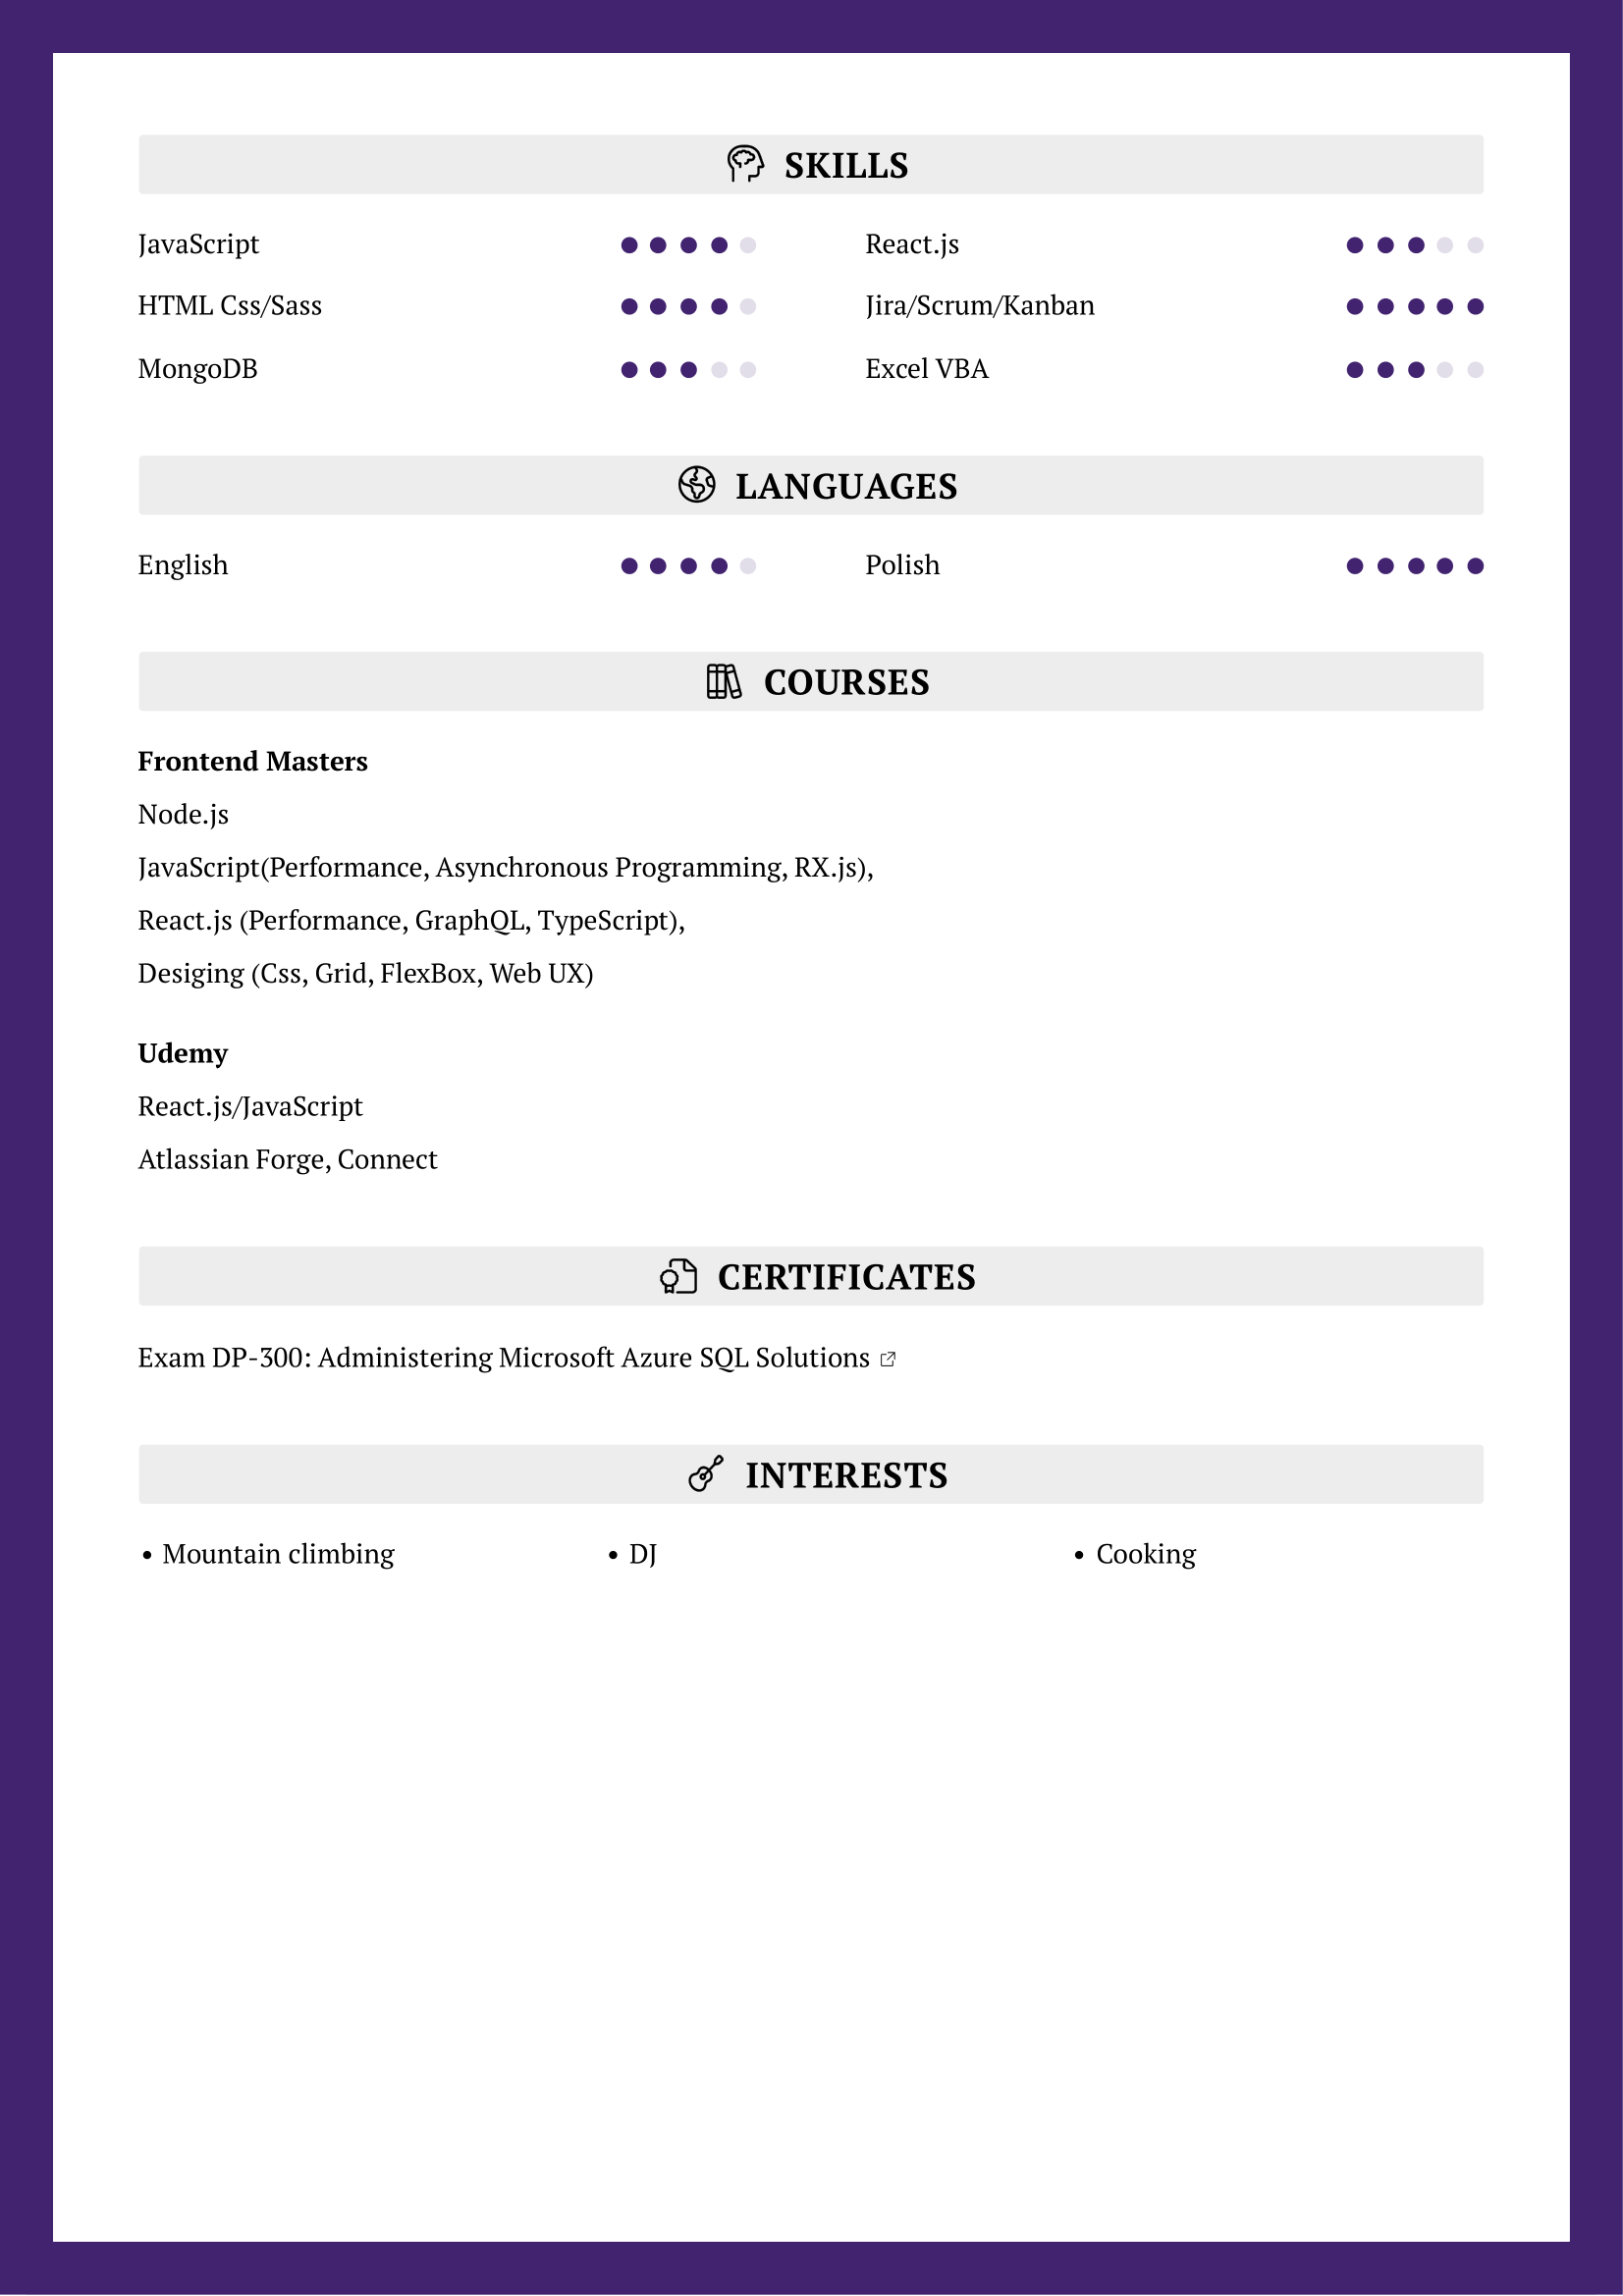 SKILLS
JavaScript
React.js
HTML Css/Sass
Jira/Scrum/Kanban
MongoDB
Excel VBA
LANGUAGES
English
Polish
COURSES
Frontend Masters
Node.js
JavaScript(Performance, Asynchronous Programming, RX.js),
React.js (Performance, GraphQL, TypeScript),
Desiging (Css, Grid, FlexBox, Web UX)
Udemy
React.js/JavaScript
Atlassian Forge, Connect
CERTIFICATES
Exam DP-300: Administering Microsoft Azure SQL Solutions
INTERESTS
• Mountain climbing
• DJ
• Cooking